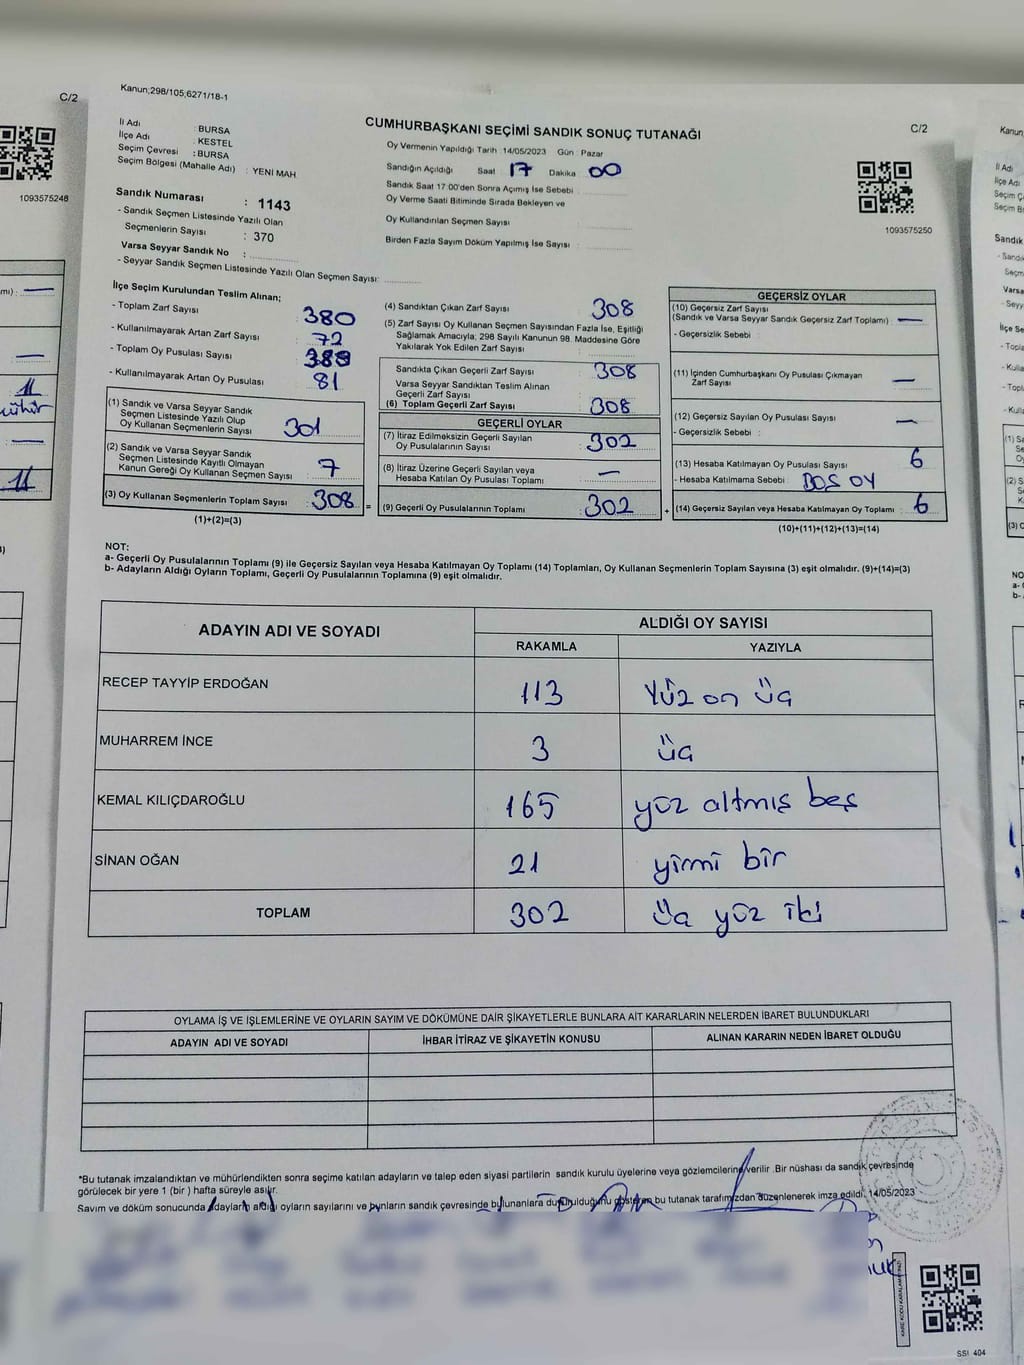 Kanun;298/105;6271/18-1
C/2
CUMHURBAŞKANI SEÇİMİ SANDIK SONUÇ TUTANAĞI
C/2
İl Adı : BURSA
İlçe Adı : KESTEL
Seçim Çevresi : BURSA
Seçim Bölgesi (Mahalle Adı) : YENİ MAH
Sandık Numarası : 1143
- Sandık Seçmen Listesinde Yazılı Olan
Seçmenlerin Sayısı : 370
Varsa Seyyar Sandık No :
- Seyyar Sandık Seçmen Listesinde Yazılı Olan Seçmen Sayısı:
Oy Vermenin Yapıldığı Tarih : 14/05/2023 Gün : Pazar
Sandığın Açıldığı Saat 17 Dakika 00
Sandık Saat 17:00'den Sonra Açımış İse Sebebi :
Oy Verme Saati Bitiminde Sırada Bekleyen ve
Oy Kullandırılan Seçmen Sayısı
Birden Fazla Sayım Döküm Yapılmış İse Sayısı :
1093575248
1093575250
İlçe Seçim Kurulundan Teslim Alınan;
- Toplam Zarf Sayısı : 380
- Kullanılmayarak Artan Zarf Sayısı : 72
- Toplam Oy Pusulası Sayısı : 389
- Kullanılmayarak Artan Oy Pusulası : 81
(1) Sandık ve Varsa Seyyar Sandık
Seçmen Listesinde Yazılı Olup
Oy Kullanan Seçmenlerin Sayısı 301
(2) Sandık ve Varsa Seyyar Sandık
Seçmen Listesinde Kayıtlı Olmayan
Kanun Gereği Oy Kullanan Seçmen Sayısı : 7
(3) Oy Kullanan Seçmenlerin Toplam Sayısı : 308
(1)+(2)=(3)
(4) Sandıktan Çıkan Zarf Sayısı 308
(5) Zarf Sayısı Oy Kullanan Seçmen Sayısından Fazla İse, Eşitliği
Sağlamak Amacıyla; 298 Sayılı Kanunun 98. Maddesine Göre
Yakılarak Yok Edilen Zarf Sayısı :
Sandıkta Çıkan Geçerli Zarf Sayısı : 308
Varsa Seyyar Sandıktan Teslim Alınan
Geçerli Zarf Sayısı
(6) Toplam Geçerli Zarf Sayısı 308
GEÇERLİ OYLAR
(7) İtiraz Edilmeksizin Geçerli Sayılan
Oy Pusulalarının Sayısı : 302
(8) İtiraz Üzerine Geçerli Sayılan veya
Hesaba Katılan Oy Pusulası Toplamı : —
(9) Geçerli Oy Pusulalarının Toplamı : 302
GEÇERSİZ OYLAR
(10) Geçersiz Zarf Sayısı
(Sandık ve Varsa Seyyar Sandık Geçersiz Zarf Toplamı) : —
- Geçersizlik Sebebi :
(11) İçinden Cumhurbaşkanı Oy Pusulası Çıkmayan
Zarf Sayısı : —
(12) Geçersiz Sayılan Oy Pusulası Sayısı : —
- Geçersizlik Sebebi :
(13) Hesaba Katılmayan Oy Pusulası Sayısı : 6
- Hesaba Katılmama Sebebi : BOŞ OY
(14) Geçersiz Sayılan veya Hesaba Katılmayan Oy Toplamı : 6
(10)+(11)+(12)+(13)=(14)
NOT:
a- Geçerli Oy Pusulalarının Toplamı (9) ile Geçersiz Sayılan veya Hesaba Katılmayan Oy Toplamı (14) Toplamları, Oy Kullanan Seçmenlerin Toplam Sayısına (3) eşit olmalıdır. (9)+(14)=(3)
b- Adayların Aldığı Oyların Toplamı, Geçerli Oy Pusulalarının Toplamına (9) eşit olmalıdır.
ADAYIN ADI VE SOYADI ALDIĞI OY SAYISI
RAKAMLA YAZIYLA
RECEP TAYYİP ERDOĞAN 113 Yüz on üç
MUHARREM İNCE 3 üç
KEMAL KILIÇDAROĞLU 165 yüz altmış beş
SİNAN OĞAN 21 yirmi bir
TOPLAM 302 üç yüz iki
OYLAMA İŞ VE İŞLEMLERİNE VE OYLARIN SAYIM VE DÖKÜMÜNE DAİR ŞİKAYETLERLE BUNLARA AİT KARARLARIN NELERDEN İBARET BULUNDUKLARI
ADAYIN ADI VE SOYADI İHBAR İTİRAZ VE ŞİKAYETİN KONUSU ALINAN KARARIN NEDEN İBARET OLDUĞU
*Bu tutanak imzalandıktan ve mühürlendikten sonra seçime katılan adayların ve talep eden siyasi partilerin sandık kurulu üyelerine veya gözlemcilerine verilir .Bir nüshası da sandık çevresinde
görülecek bir yere 1 (bir ) hafta süreyle asılır.
Sayım ve döküm sonucunda adayların aldığı oyların sayılarını ve bunların sandık çevresinde bulunanlara duyurulduğunu gösteren bu tutanak tarafımızdan düzenlenerek imza edildi. 14/05/2023
SSI 404